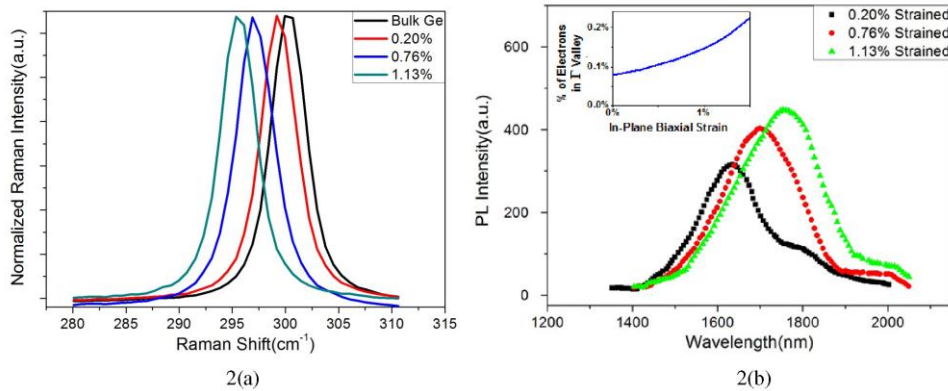 Normalized Raman Intensity(a.u.)
Bulk Ge
0.20%
0.76%
1.13%
280 285 290 295 300 305 310 315
Raman Shift(cm⁻¹)
2(a)
PL Intensity(a.u.)
600
400
200
0
% of Electrons
in Γ Valley
0.2%
0.1%
0.0%
0% 1%
In-Plane Biaxial Strain
0.20% Strained
0.76% Strained
1.13% Strained
1200 1400 1600 1800 2000
Wavelength(nm)
2(b)